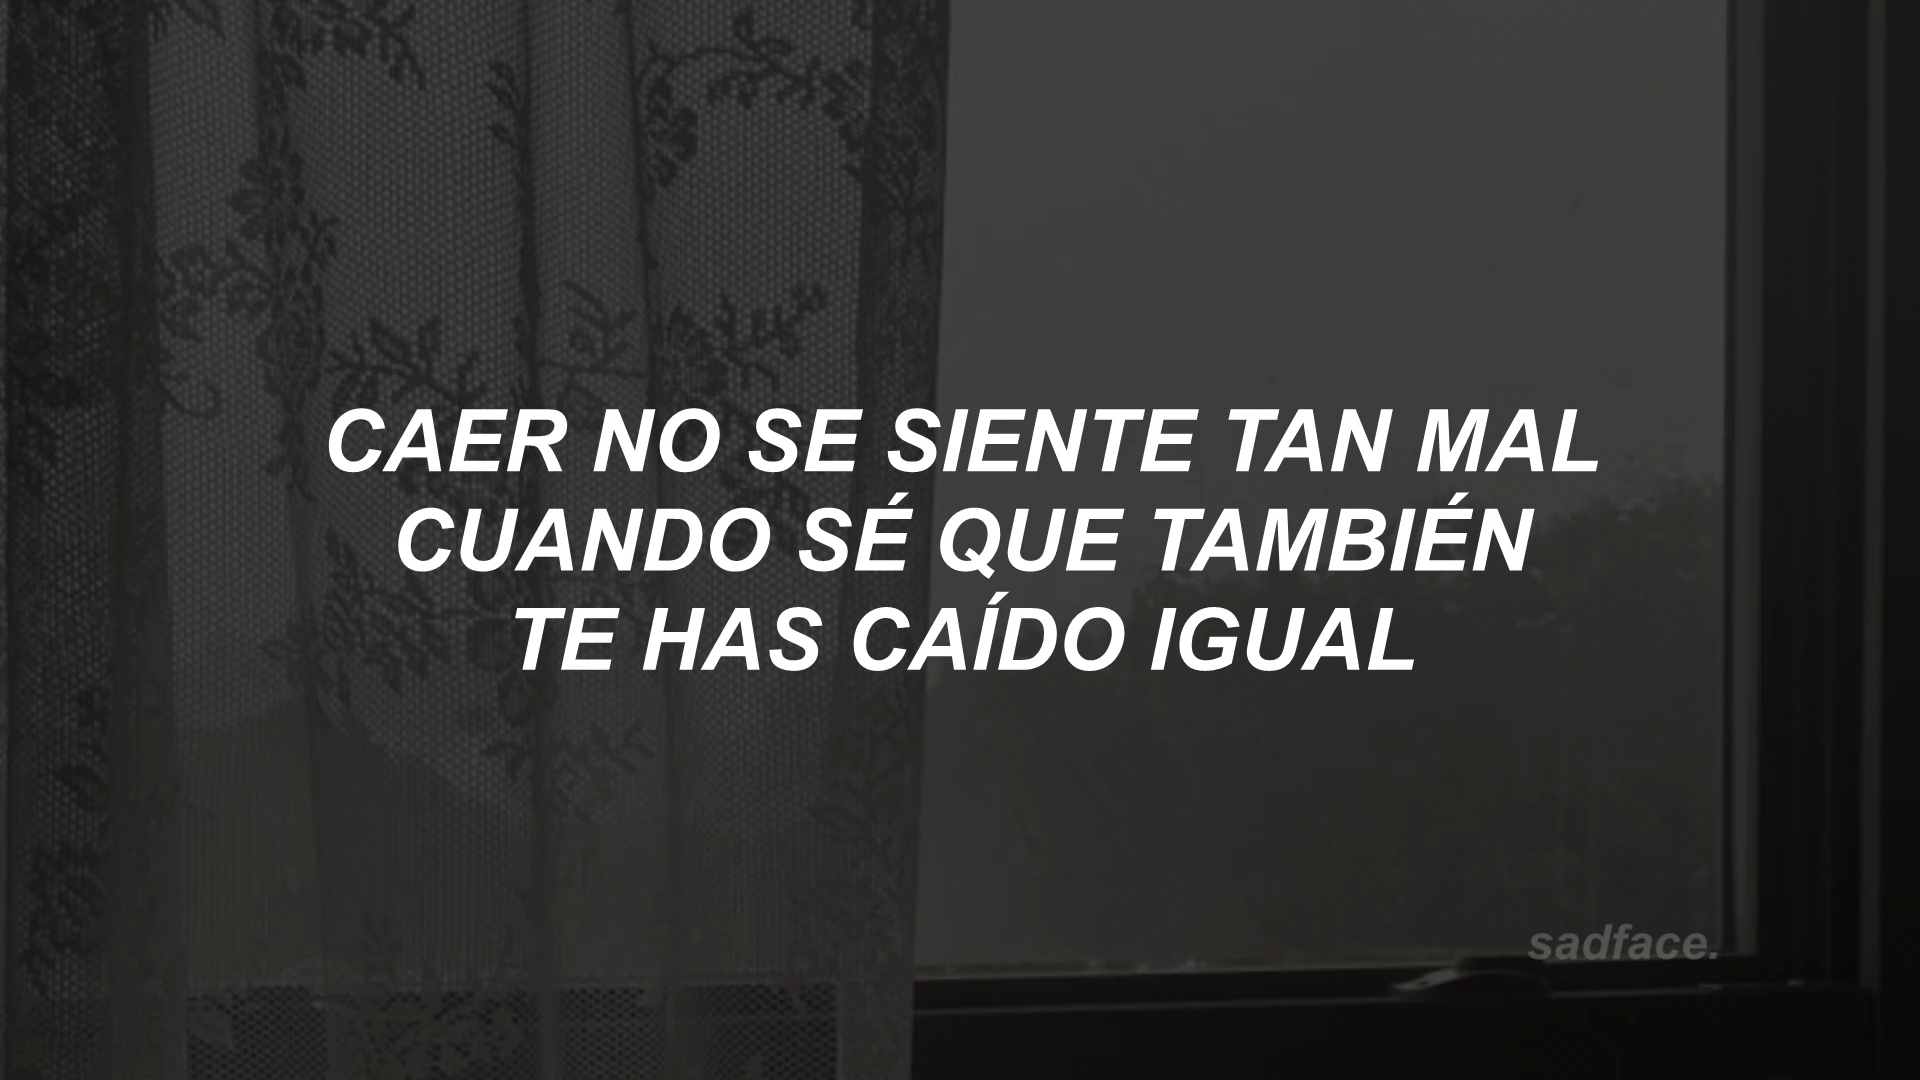 CAER NO SE SIENTE TAN MAL
CUANDO SÉ QUE TAMBIÉN
TE HAS CAÍDO IGUAL
sadface.